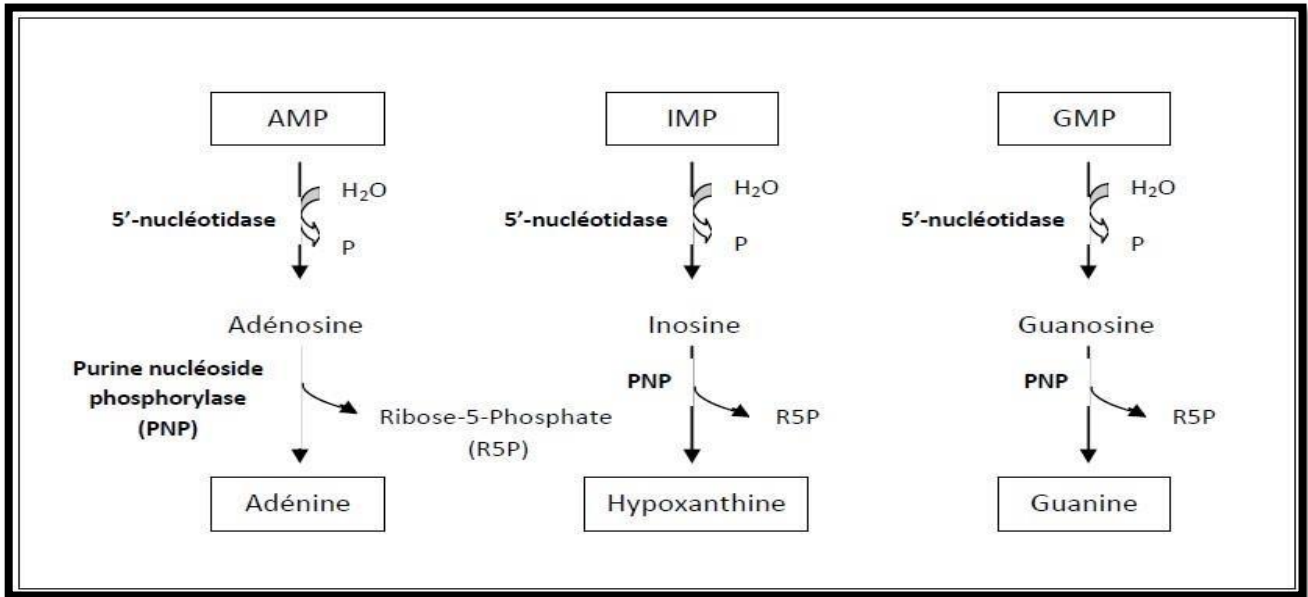 AMP
IMP
GMP
H₂O
H₂O
H₂O
5’-nucléotidase
5’-nucléotidase
5’-nucléotidase
P
P
P
Adénosine
Inosine
Guanosine
Purine nucléoside
phosphorylase
(PNP)
PNP
PNP
Ribose-5-Phosphate
(R5P)
R5P
R5P
Adénine
Hypoxanthine
Guanine